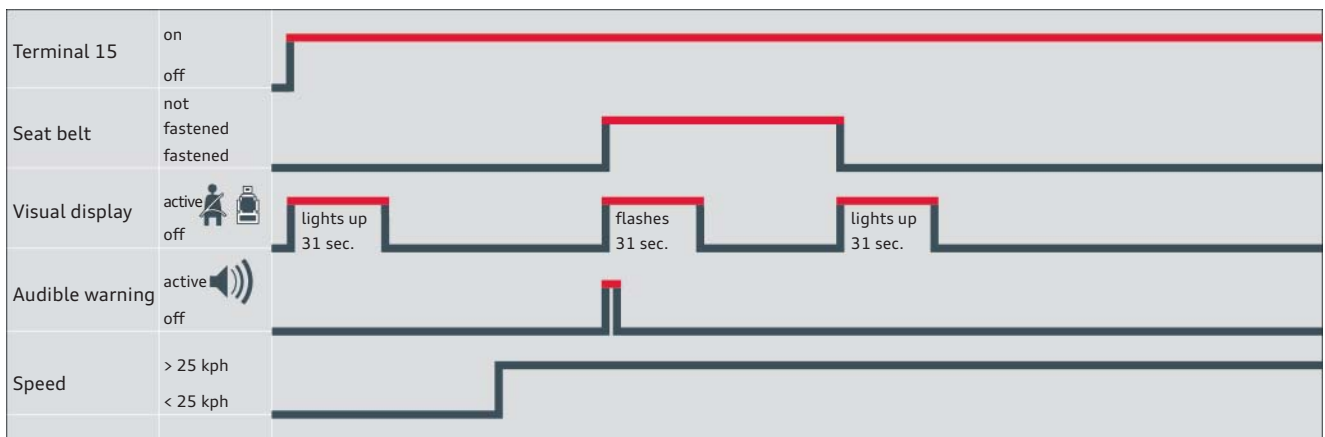 Terminal 15
on
off
Seat belt
not
fastened
fastened
Visual display
active
off
lights up
31 sec.
flashes
31 sec.
lights up
31 sec.
Audible warning
active
off
Speed
> 25 kph
< 25 kph